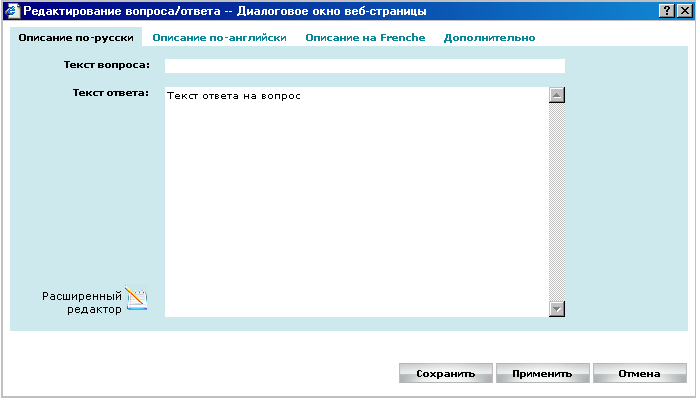 Редактирование вопроса/ответа -- Диалоговое окно веб-страницы
Описание по-русски Описание по-английски Описание на Frenche Дополнительно
Текст вопроса:
Текст ответа: Текст ответа на вопрос
Расширенный
редактор
Сохранить Применить Отмена